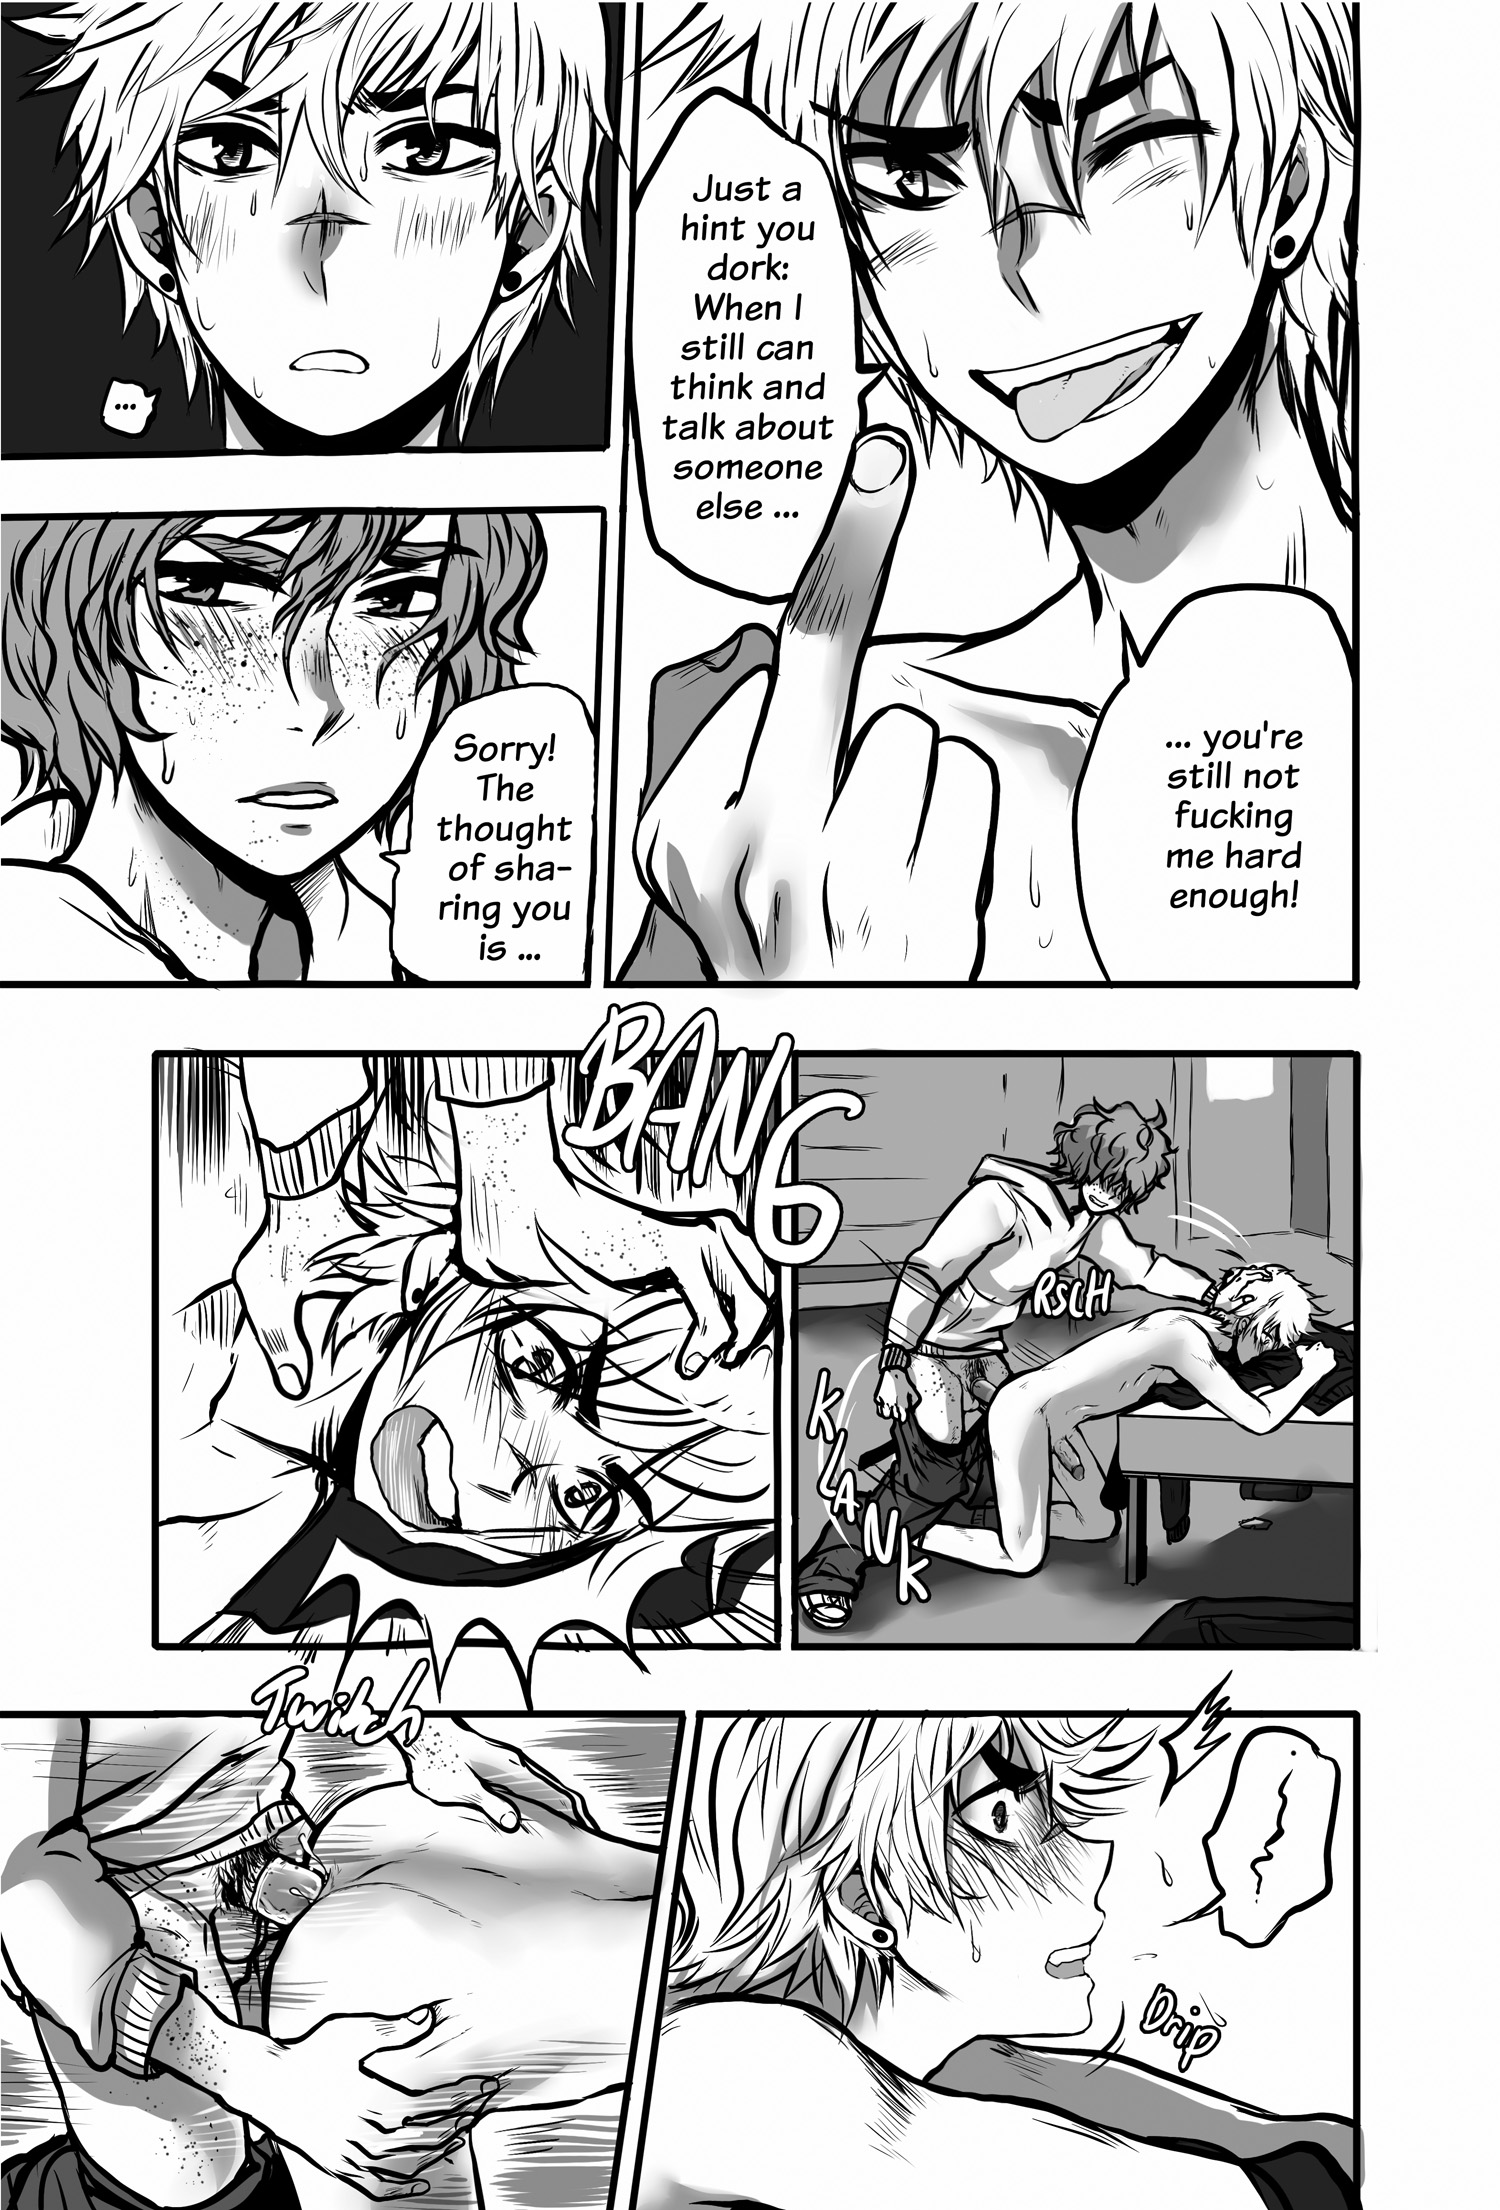 ...
Sorry!
The
thought
of sha-
ring you
is ...
Just a
hint you
dork:
When I
still can
think and
talk about
someone
else ...
... you're
still not
fucking
me hard
enough!
BANG
RSCH
KLANK
Twitch
Drip